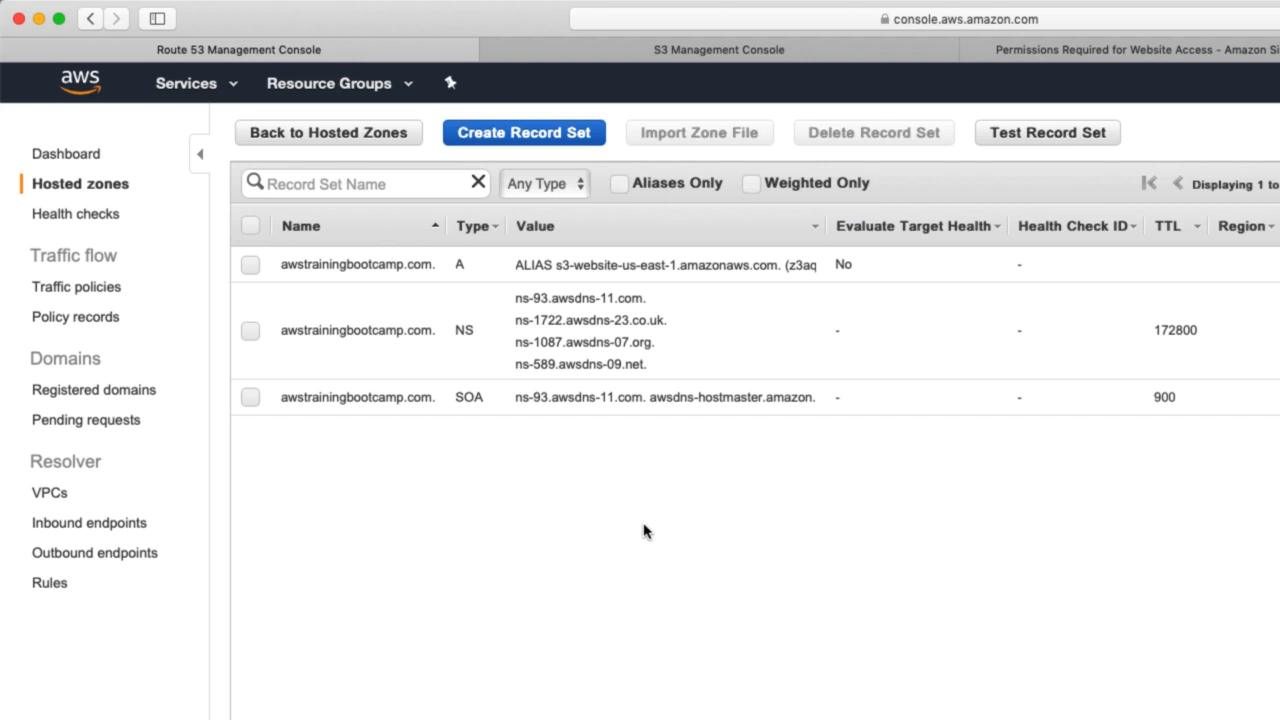 console.aws.amazon.com
Route 53 Management Console
S3 Management Console
Permissions Required for Website Access - Amazon Si
aws
Services
Resource Groups
Back to Hosted Zones
Create Record Set
Import Zone File
Delete Record Set
Test Record Set
Dashboard
Hosted zones
Health checks
Traffic flow
Traffic policies
Policy records
Domains
Registered domains
Pending requests
Resolver
VPCs
Inbound endpoints
Outbound endpoints
Rules
Record Set Name
Any Type
Aliases Only
Weighted Only
Displaying 1 to
Name Type Value Evaluate Target Health Health Check ID TTL Region
awstrainingbootcamp.com. A ALIAS s3-website-us-east-1.amazonaws.com. (z3aq No -
awstrainingbootcamp.com. NS ns-93.awsdns-11.com. - - 172800
ns-1722.awsdns-23.co.uk.
ns-1087.awsdns-07.org.
ns-589.awsdns-09.net.
awstrainingbootcamp.com. SOA ns-93.awsdns-11.com. awsdns-hostmaster.amazon. - - 900